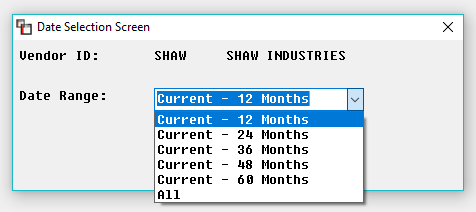 Date Selection Screen
Vendor ID: SHAW SHAW INDUSTRIES
Date Range: Current - 12 Months
Current - 12 Months
Current - 24 Months
Current - 36 Months
Current - 48 Months
Current - 60 Months
All